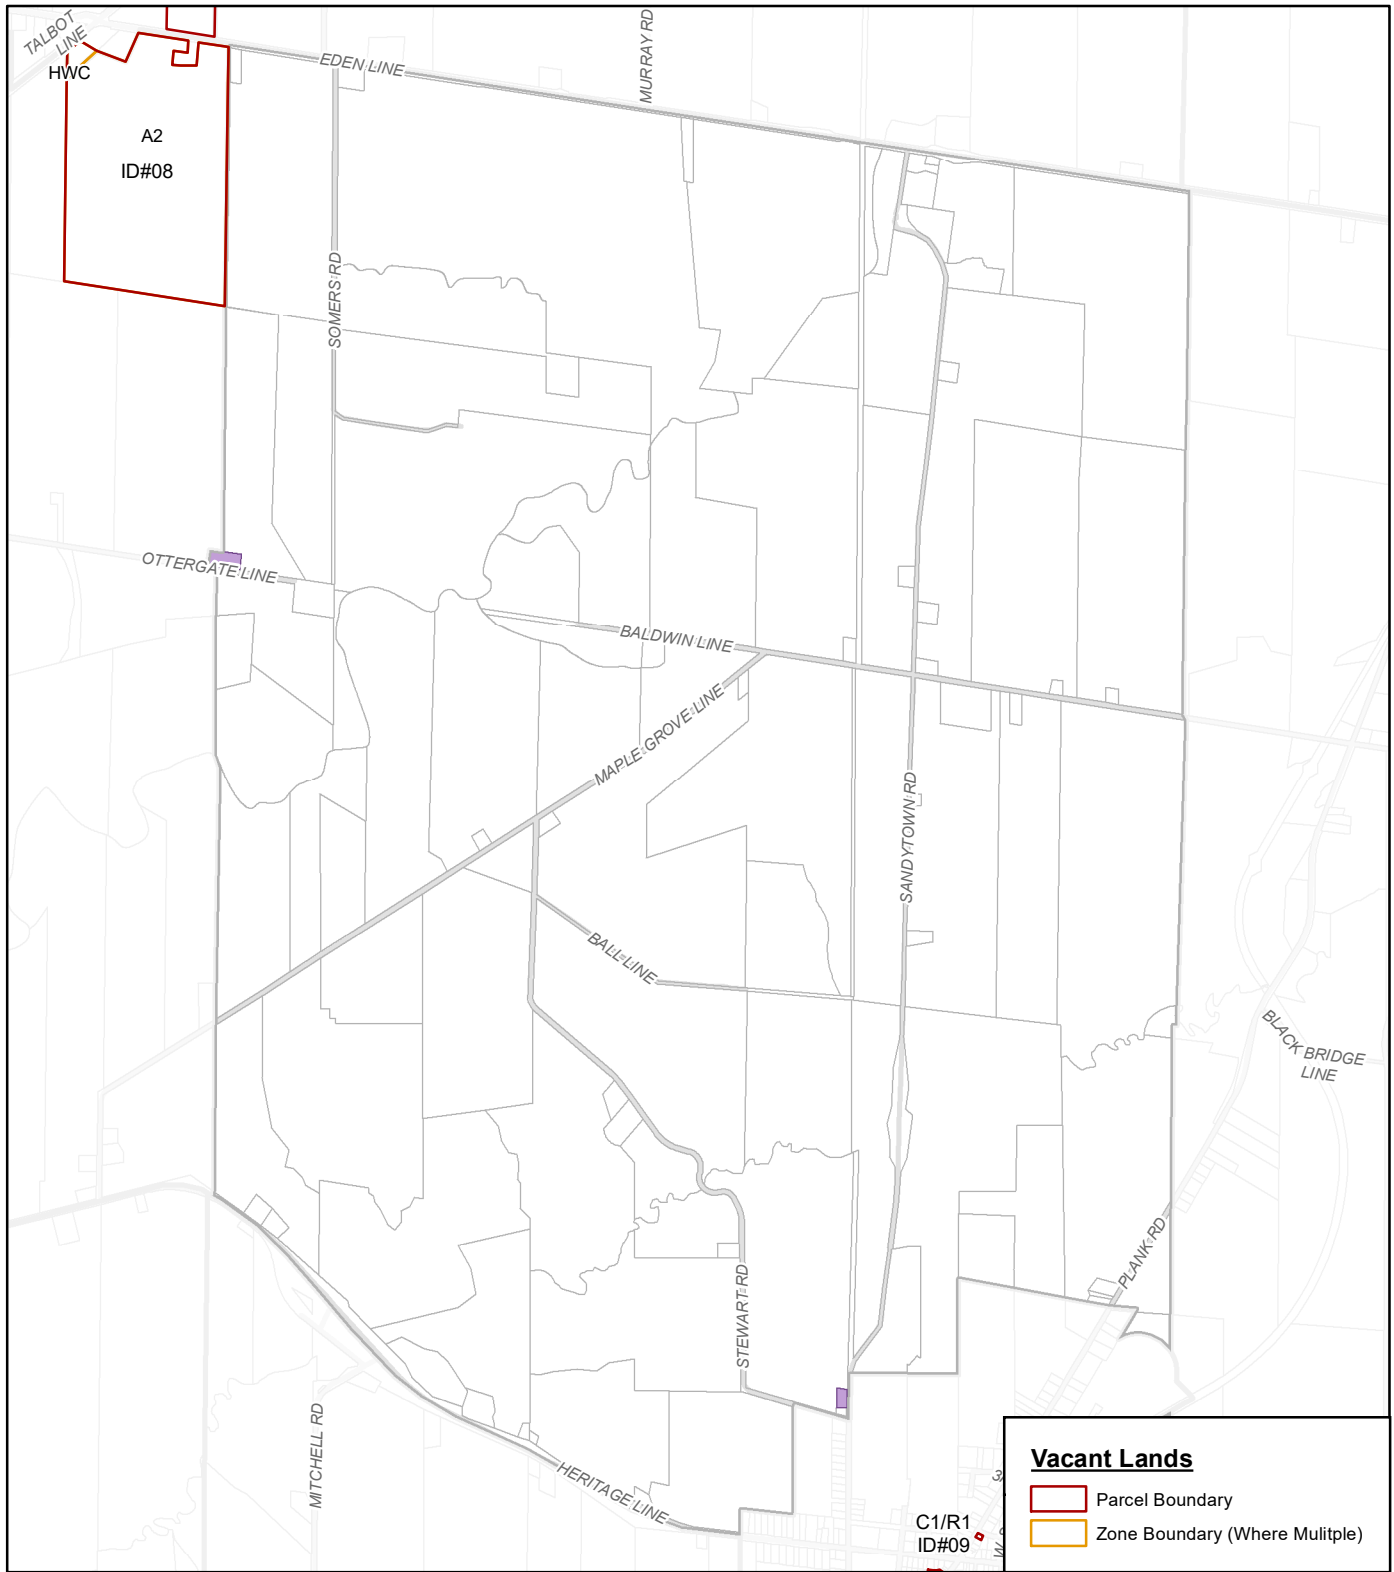 TALBOT
LINE
HWC
EDEN LINE
MURRAY RD
A2
ID#08
SOMERS RD
OTTERGATE LINE
BALDWIN LINE
MAPLE GROVE LINE
SANDYTOWN RD
BALL LINE
BLACK BRIDGE
LINE
PLANK RD
STEWART RD
MITCHELL RD
HERITAGE LINE
C1/R1
ID#09
Vacant Lands
Parcel Boundary
Zone Boundary (Where Mulitple)